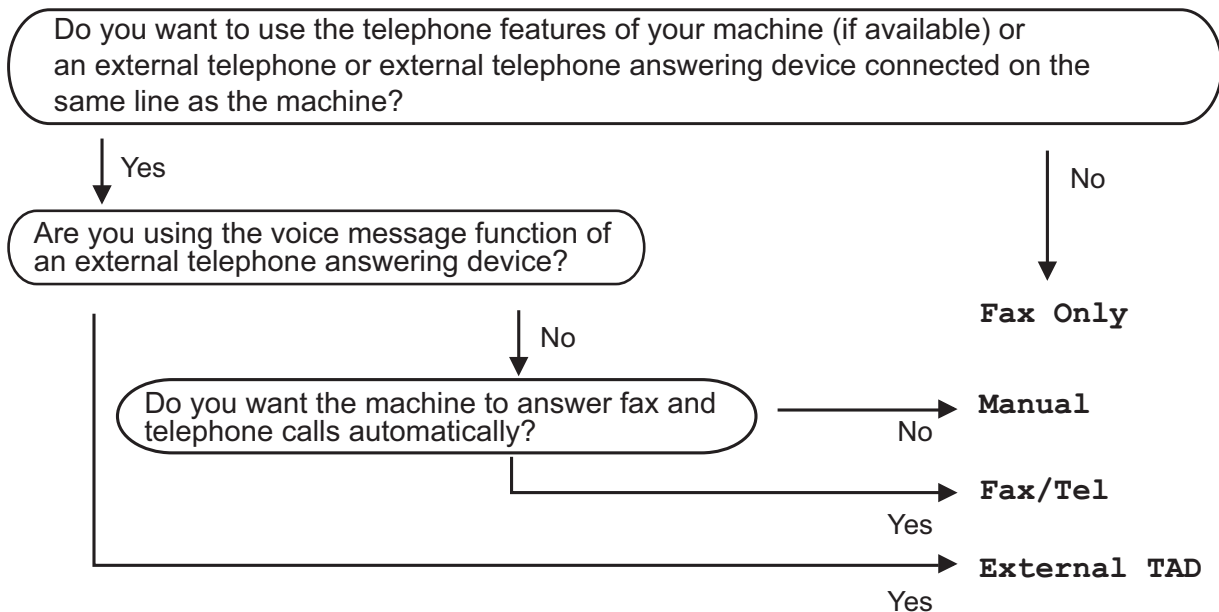 Do you want to use the telephone features of your machine (if available) or
an external telephone or external telephone answering device connected on the
same line as the machine?
Yes
No
Are you using the voice message function of
an external telephone answering device?
Fax Only
No
Do you want the machine to answer fax and
telephone calls automatically?
Manual
No
Fax/Tel
Yes
External TAD
Yes